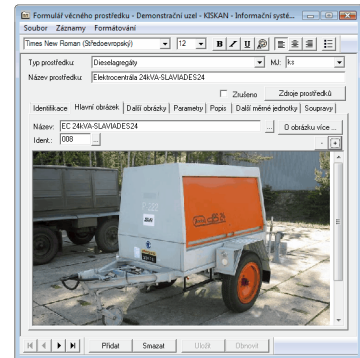 Formulář věcného prostředku - Demonstrační uzel - KISKAN - Informační systé...
Soubor Záznamy Formátování
Times New Roman (Středoevropský) 12 B I U
Typ prostředku: Dieselagregáty MJ: ks
Název prostředku: Elektrocentrála 24kVA-SLAVIADES24
Zrušeno Zdroje prostředků
Identifikace Hlavní obrázek Další obrázky Parametry Popis Další měrné jednotky Soupravy
Název: EC 24kVA-SLAVIADES24 ... O obrázku více ...
Ident.: 008 ...
- +
Přidat Smazat Uložit Obnovit